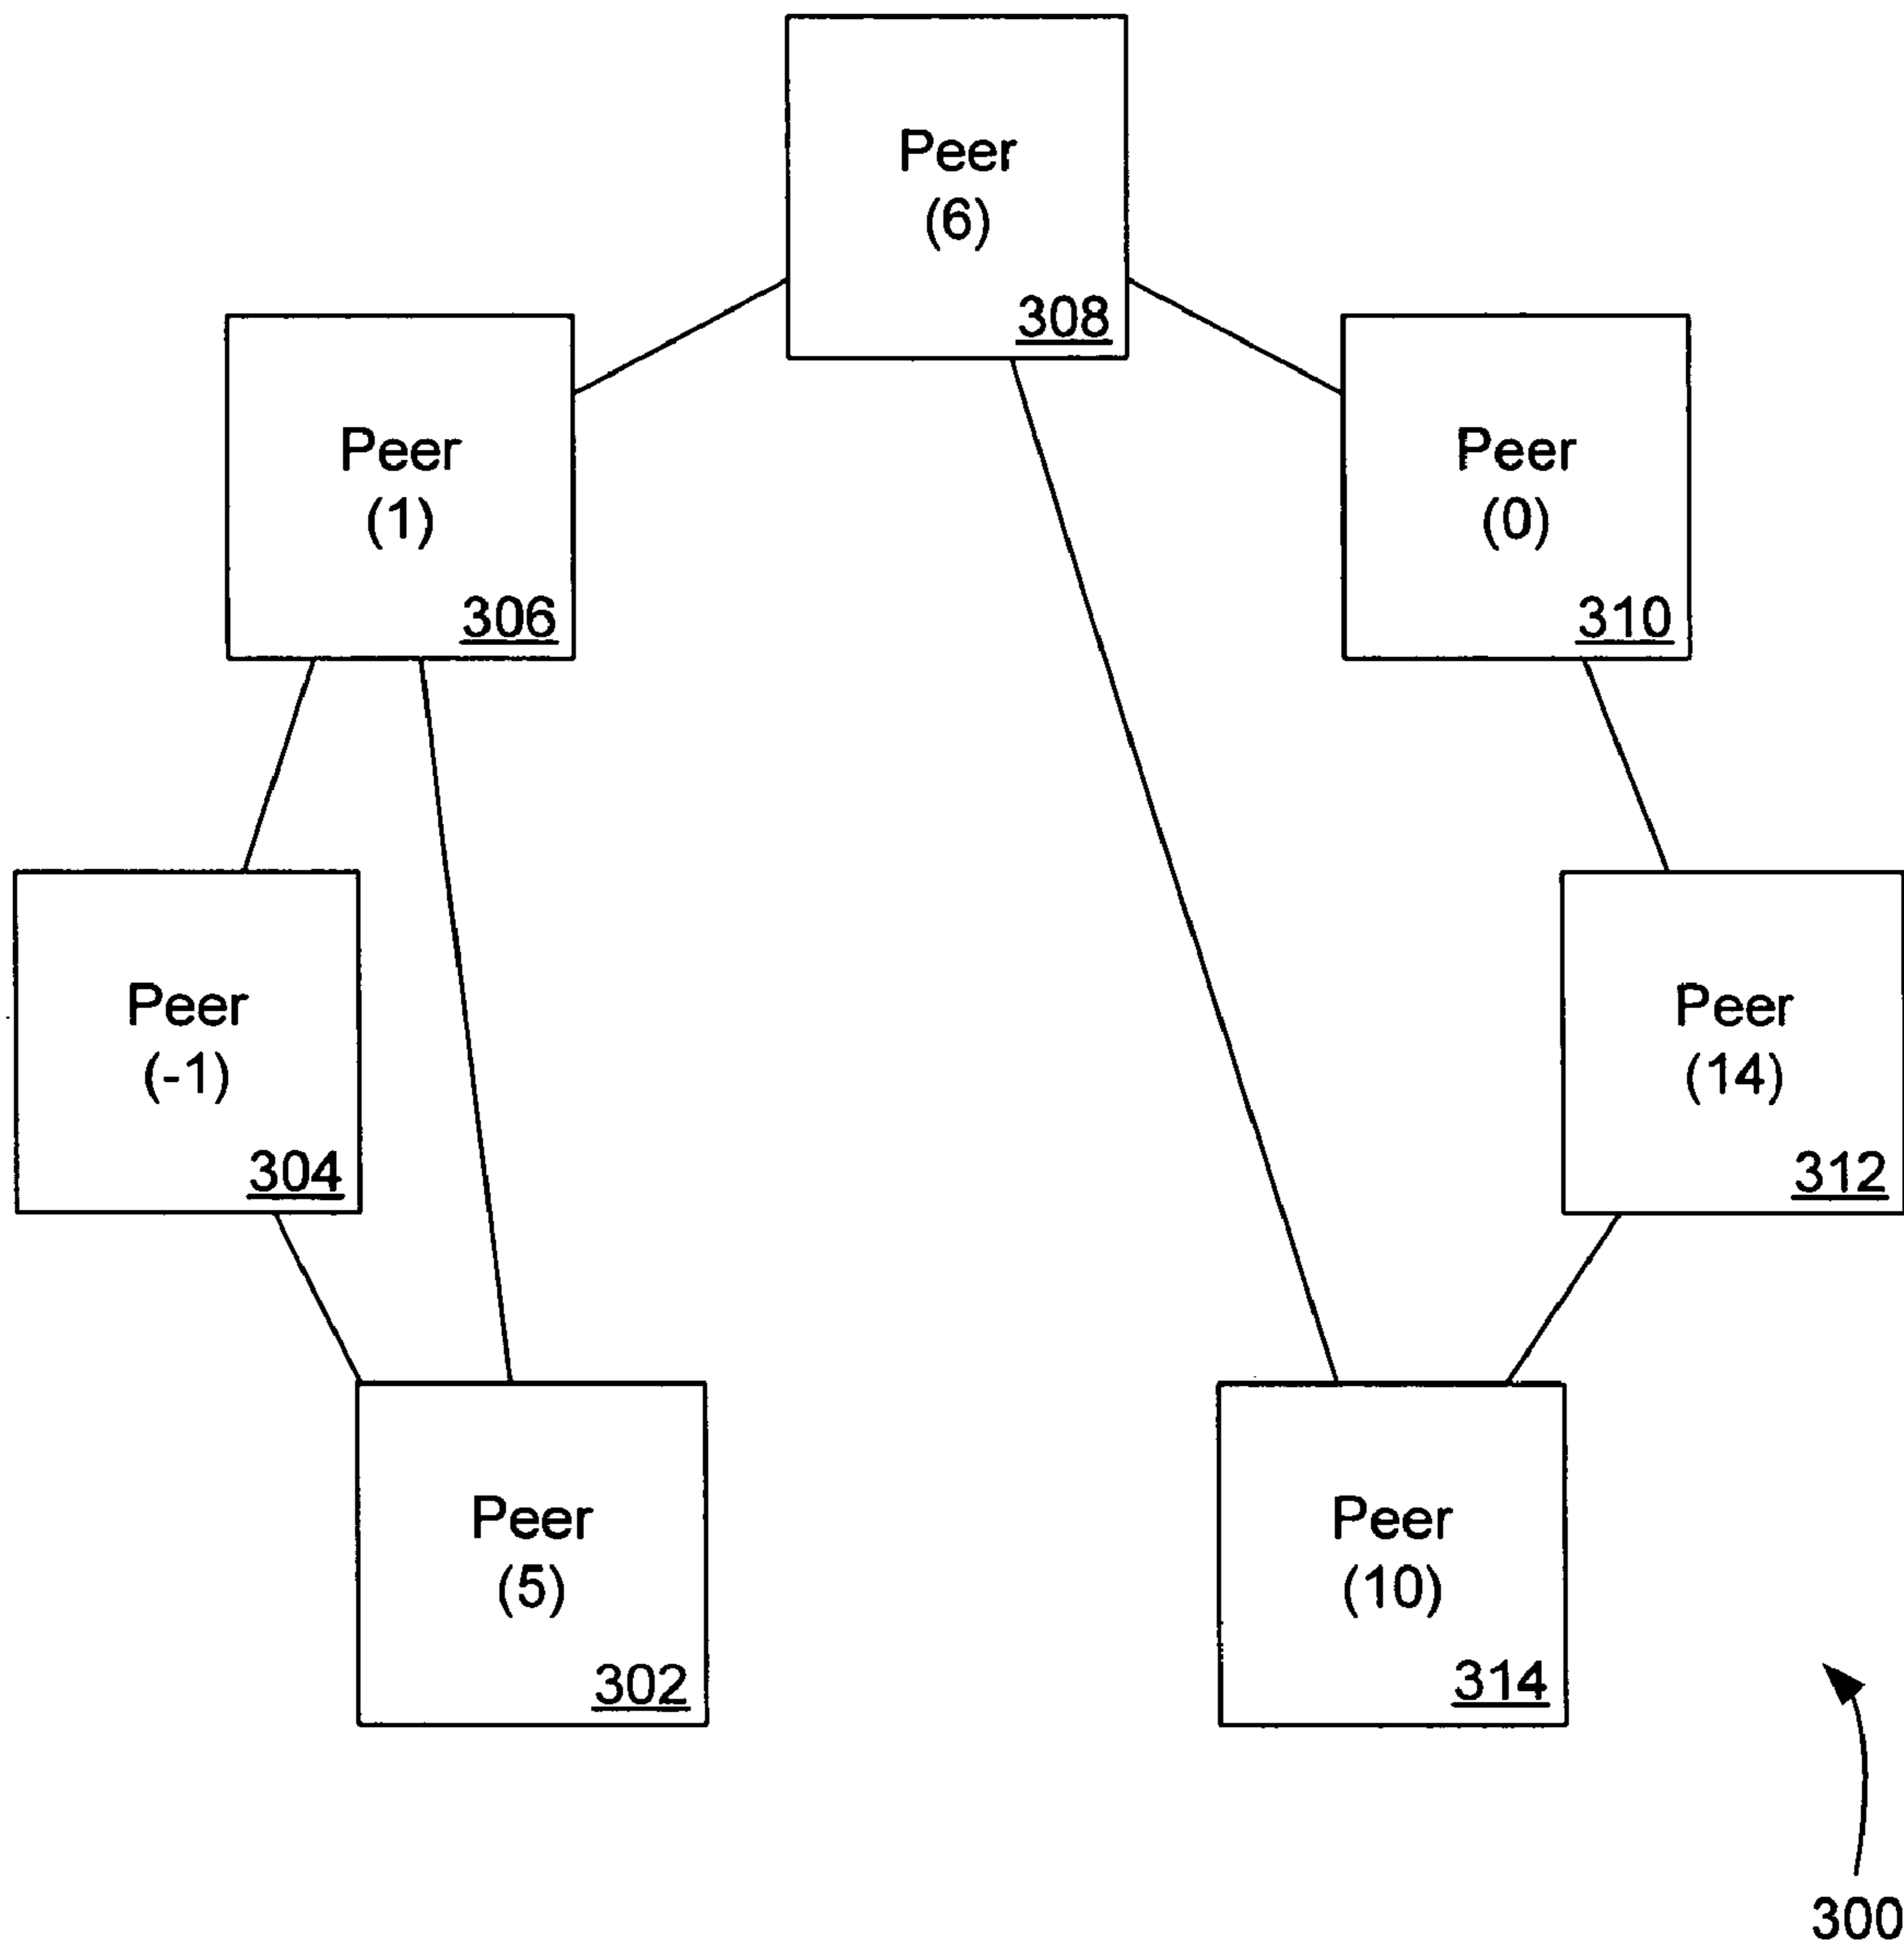 Peer
(6)
308
Peer
(1)
306
Peer
(0)
310
Peer
(-1)
304
Peer
(14)
312
Peer
(5)
302
Peer
(10)
314
300